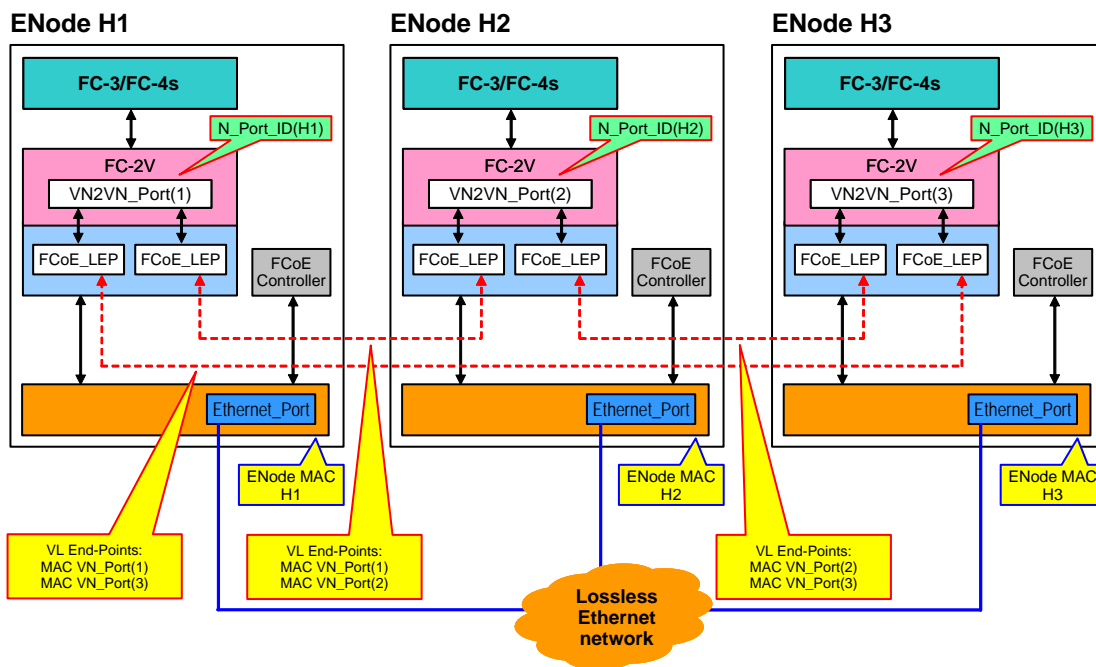 ENode H1
ENode H2
ENode H3
FC-3/FC-4s
FC-3/FC-4s
FC-3/FC-4s
N_Port_ID(H1)
N_Port_ID(H2)
N_Port_ID(H3)
FC-2V
FC-2V
FC-2V
VN2VN_Port(1)
VN2VN_Port(2)
VN2VN_Port(3)
FCoE_LEP
FCoE_LEP
FCoE
Controller
FCoE_LEP
FCoE_LEP
FCoE
Controller
FCoE_LEP
FCoE_LEP
FCoE
Controller
Ethernet_Port
Ethernet_Port
Ethernet_Port
ENode MAC
H1
ENode MAC
H2
ENode MAC
H3
VL End-Points:
MAC VN_Port(1)
MAC VN_Port(3)
VL End-Points:
MAC VN_Port(1)
MAC VN_Port(2)
VL End-Points:
MAC VN_Port(2)
MAC VN_Port(3)
Lossless
Ethernet
network